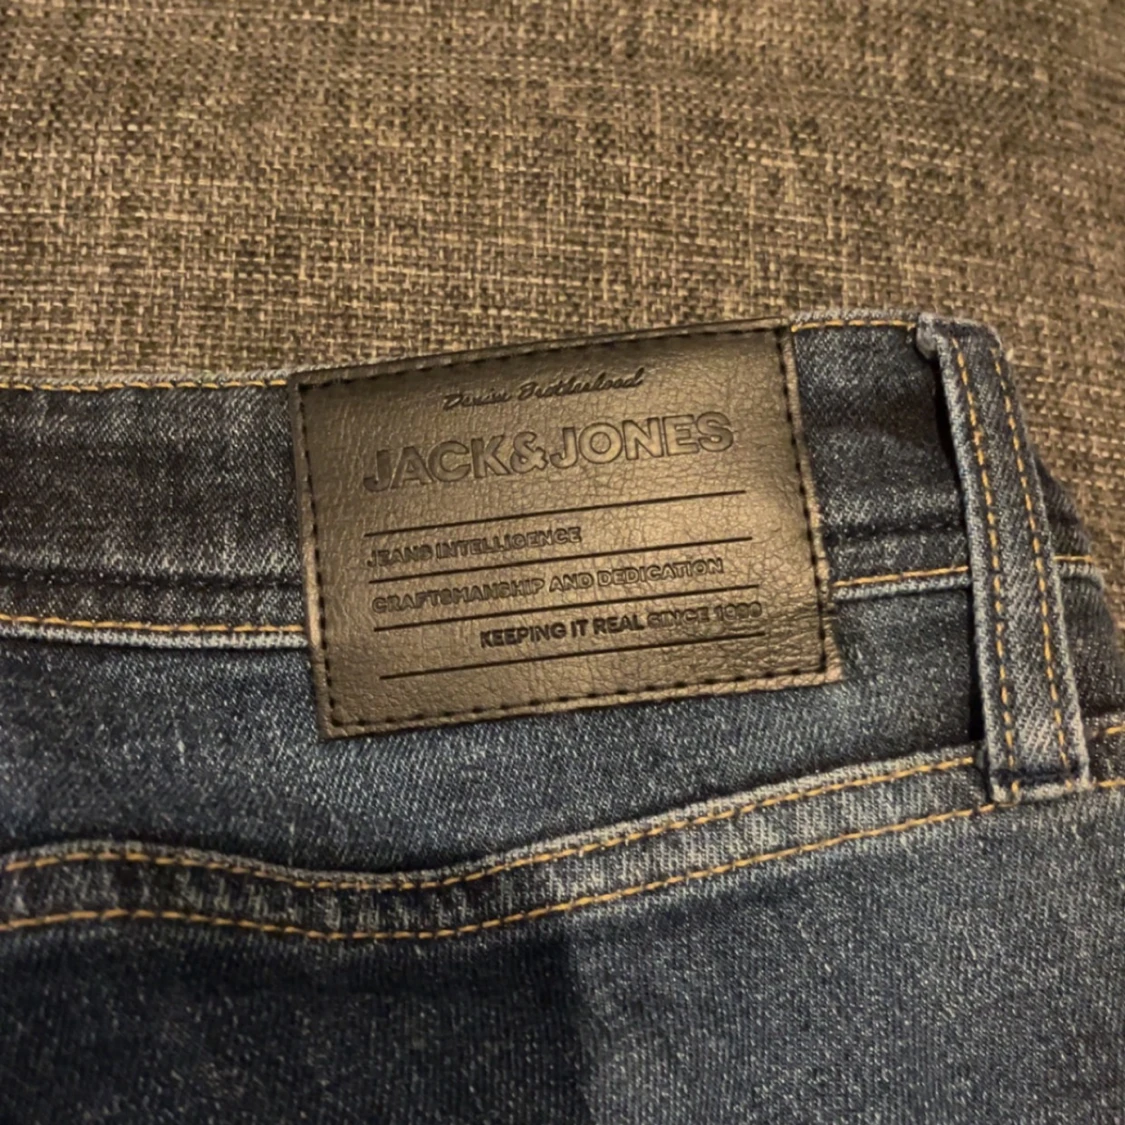 Denim Brotherhood
JACK&JONES
JEANS INTELLIGENCE
CRAFTSMANSHIP AND DEDICATION
KEEPING IT REAL SINCE 1990